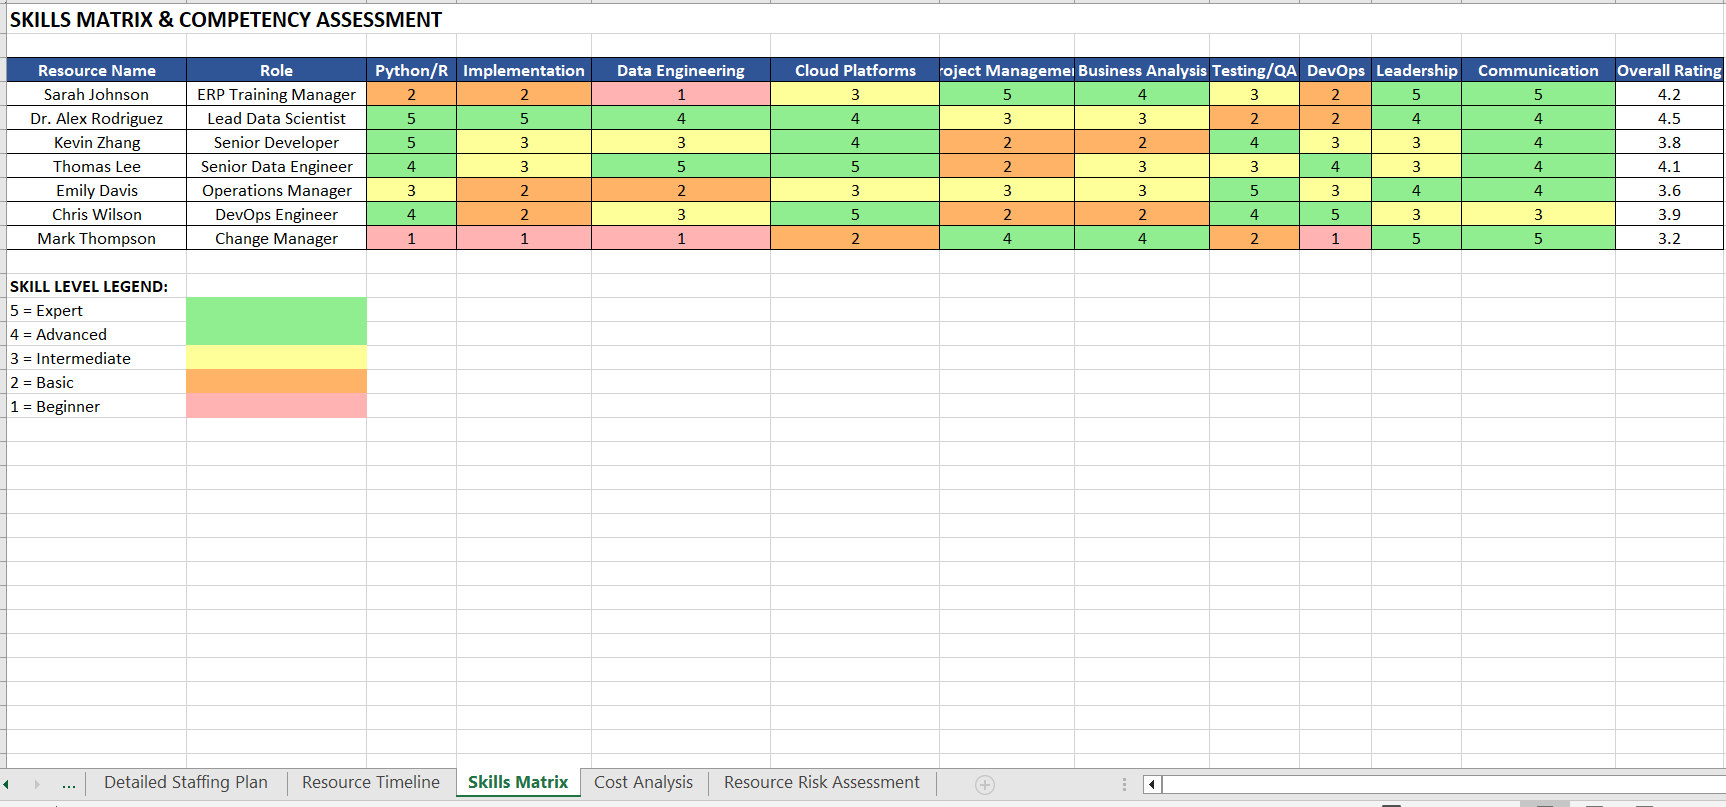 SKILLS MATRIX & COMPETENCY ASSESSMENT
Resource Name Role Python/R Implementation Data Engineering Cloud Platforms roject Managemer Business Analysis Testing/QA DevOps Leadership Communication Overall Rating
Sarah Johnson ERP Training Manager 2 2 1 3 5 4 3 2 5 5 4.2
Dr. Alex Rodriguez Lead Data Scientist 5 5 4 4 3 3 2 2 4 4 4.5
Kevin Zhang Senior Developer 5 3 3 4 2 2 4 3 3 4 3.8
Thomas Lee Senior Data Engineer 4 3 5 5 2 3 3 4 3 4 4.1
Emily Davis Operations Manager 3 2 2 3 3 3 5 3 4 4 3.6
Chris Wilson DevOps Engineer 4 2 3 5 2 2 4 5 3 3 3.9
Mark Thompson Change Manager 1 1 1 2 4 4 2 1 5 5 3.2
SKILL LEVEL LEGEND:
5 = Expert
4 = Advanced
3 = Intermediate
2 = Basic
1 = Beginner
... Detailed Staffing Plan Resource Timeline Skills Matrix Cost Analysis Resource Risk Assessment